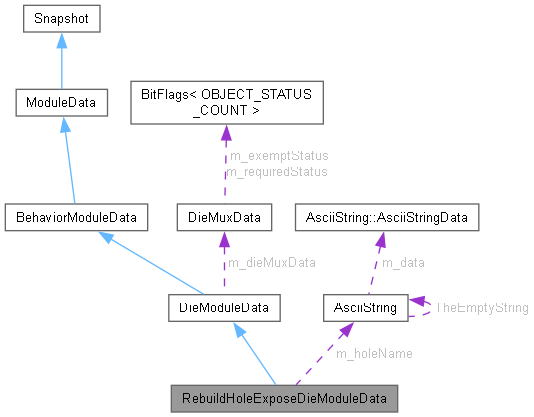 Snapshot
ModuleData
BitFlags< OBJECT_STATUS
_COUNT >
m_exemptStatus
m_requiredStatus
BehaviorModuleData
DieMuxData
AsciiString::AsciiStringData
m_dieMuxData
m_data
DieModuleData
AsciiString
TheEmptyString
m_holeName
RebuildHoleExposeDieModuleData